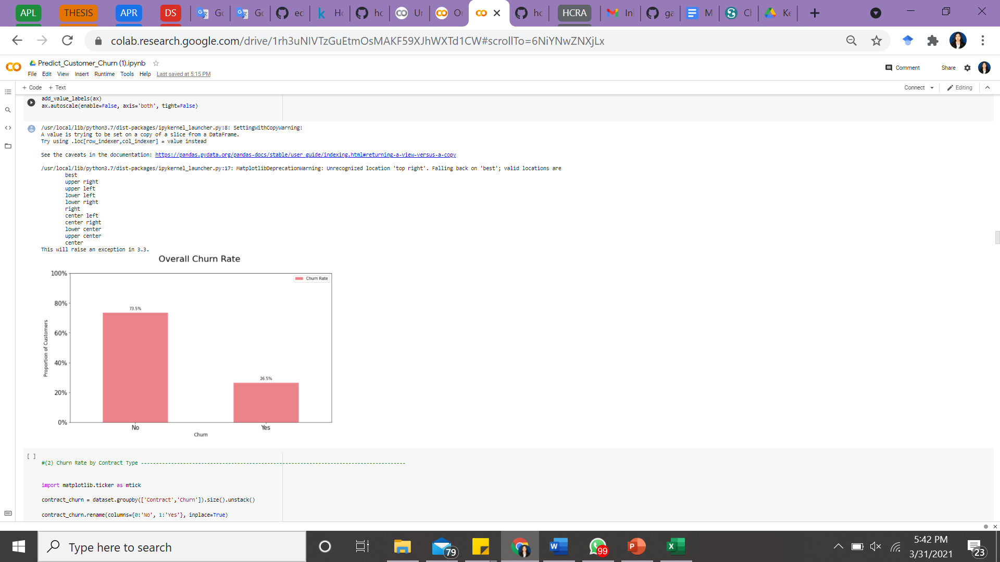 APL THESIS APR DS Gc Gc ed Hc hc Ur Or hc HCRA In ga M Cl Ke
colab.research.google.com/drive/1rh3uNIVTzGuEtmOsMAKF59XJhWXTd1CW#scrollTo=6NiYNwZNXjLx
Predict_Customer_Churn (1).ipynb
Comment Share
File Edit View Insert Runtime Tools Help Last saved at 5:15 PM
+ Code + Text Connect Editing
add_value_labels(ax)
ax.autoscale(enable=False, axis='both', tight=False)
/usr/local/lib/python3.7/dist-packages/ipykernel_launcher.py:8: SettingWithCopyWarning:
A value is trying to be set on a copy of a slice from a DataFrame.
Try using .loc[row_indexer,col_indexer] = value instead
See the caveats in the documentation: https://pandas.pydata.org/pandas-docs/stable/user_guide/indexing.html#returning-a-view-versus-a-copy
/usr/local/lib/python3.7/dist-packages/ipykernel_launcher.py:17: MatplotlibDeprecationWarning: Unrecognized location 'top right'. Falling back on 'best'; valid locations are
best
upper right
upper left
lower left
lower right
right
center left
center right
lower center
upper center
center
This will raise an exception in 3.3.
Overall Churn Rate
100%
Churn Rate
80%
73.5%
60%
Proportion of Customers
40%
26.5%
20%
0%
No Yes
Churn
[ ]
#(2) Churn Rate by Contract Type ----------------------------------------------------------------------------------------
import matplotlib.ticker as mtick
contract_churn = dataset.groupby(['Contract','Churn']).size().unstack()
contract_churn.rename(columns={0:'No', 1:'Yes'}, inplace=True)
Type here to search
79
99
5:42 PM
3/31/2021
23